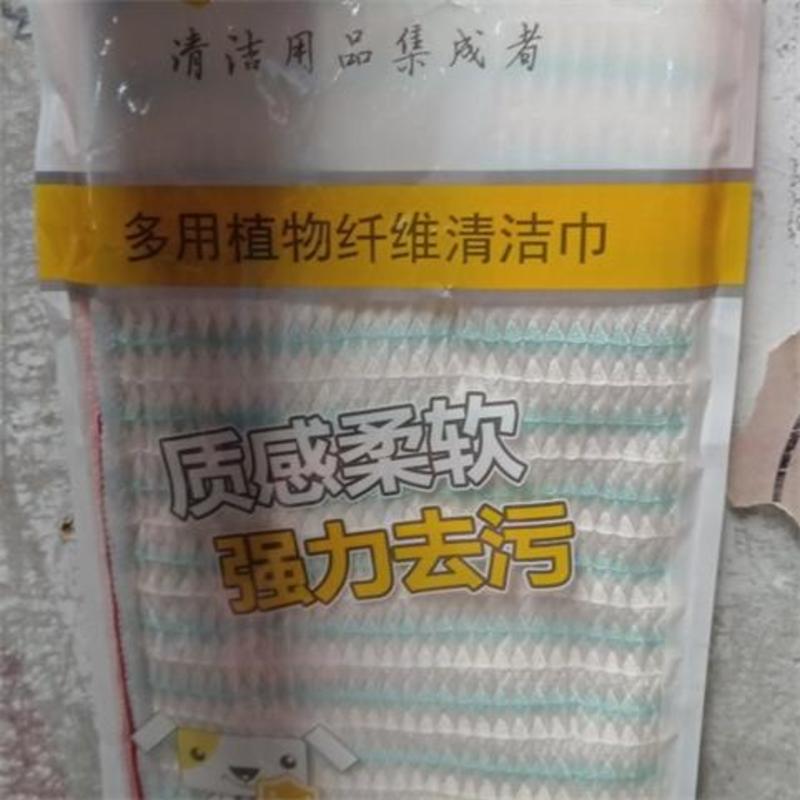 清洁用品集成者
多用植物纤维清洁巾
质感柔软
强力去污